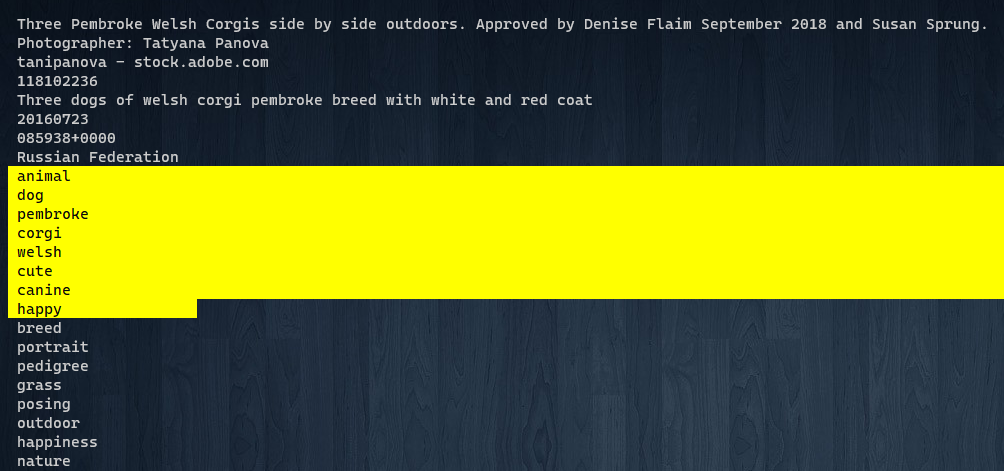 Three Pembroke Welsh Corgis side by side outdoors. Approved by Denise Flaim September 2018 and Susan Sprung.
Photographer: Tatyana Panova
tanipanova - stock.adobe.com
118102236
Three dogs of welsh corgi pembroke breed with white and red coat
20160723
085938+0000
Russian Federation
animal
dog
pembroke
corgi
welsh
cute
canine
happy
breed
portrait
pedigree
grass
posing
outdoor
happiness
nature